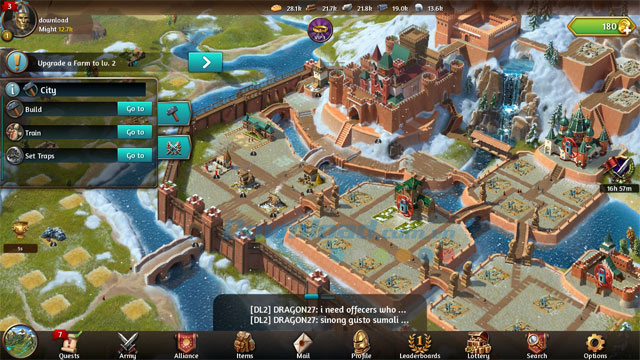 3
download
Might 12.7k
1
28.1k 21.7k 21.8k 19.0k 13.6k
180
Upgrade a Farm to lv. 2
City
Build Go to
Train Go to
Set Traps Go to
16h 57m
5s
[DL2] DRAGON27: i need offecers who ...
[DL2] DRAGON27: sinong gusto sumali ...
7
Quests Army Alliance Items Mail Profile Leaderboards Lottery Search Options